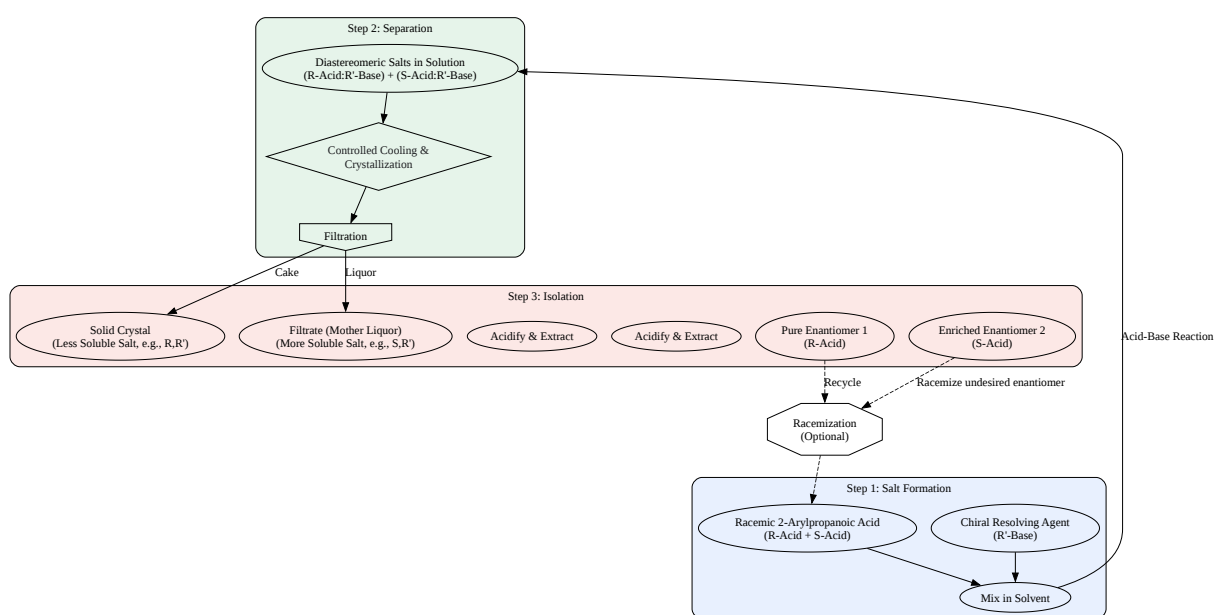 Step 2: Separation
Diastereomeric Salts in Solution
(R-Acid:R'-Base) + (S-Acid:R'-Base)
Controlled Cooling &
Crystallization
Filtration
Cake
Liquor
Step 3: Isolation
Solid Crystal
(Less Soluble Salt, e.g., R,R')
Filtrate (Mother Liquor)
(More Soluble Salt, e.g., S,R')
Acidify & Extract
Acidify & Extract
Pure Enantiomer 1
(R-Acid)
Enriched Enantiomer 2
(S-Acid)
Acid-Base Reaction
Recycle
Racemize undesired enantiomer
Racemization
(Optional)
Step 1: Salt Formation
Racemic 2-Arylpropanoic Acid
(R-Acid + S-Acid)
Chiral Resolving Agent
(R'-Base)
Mix in Solvent